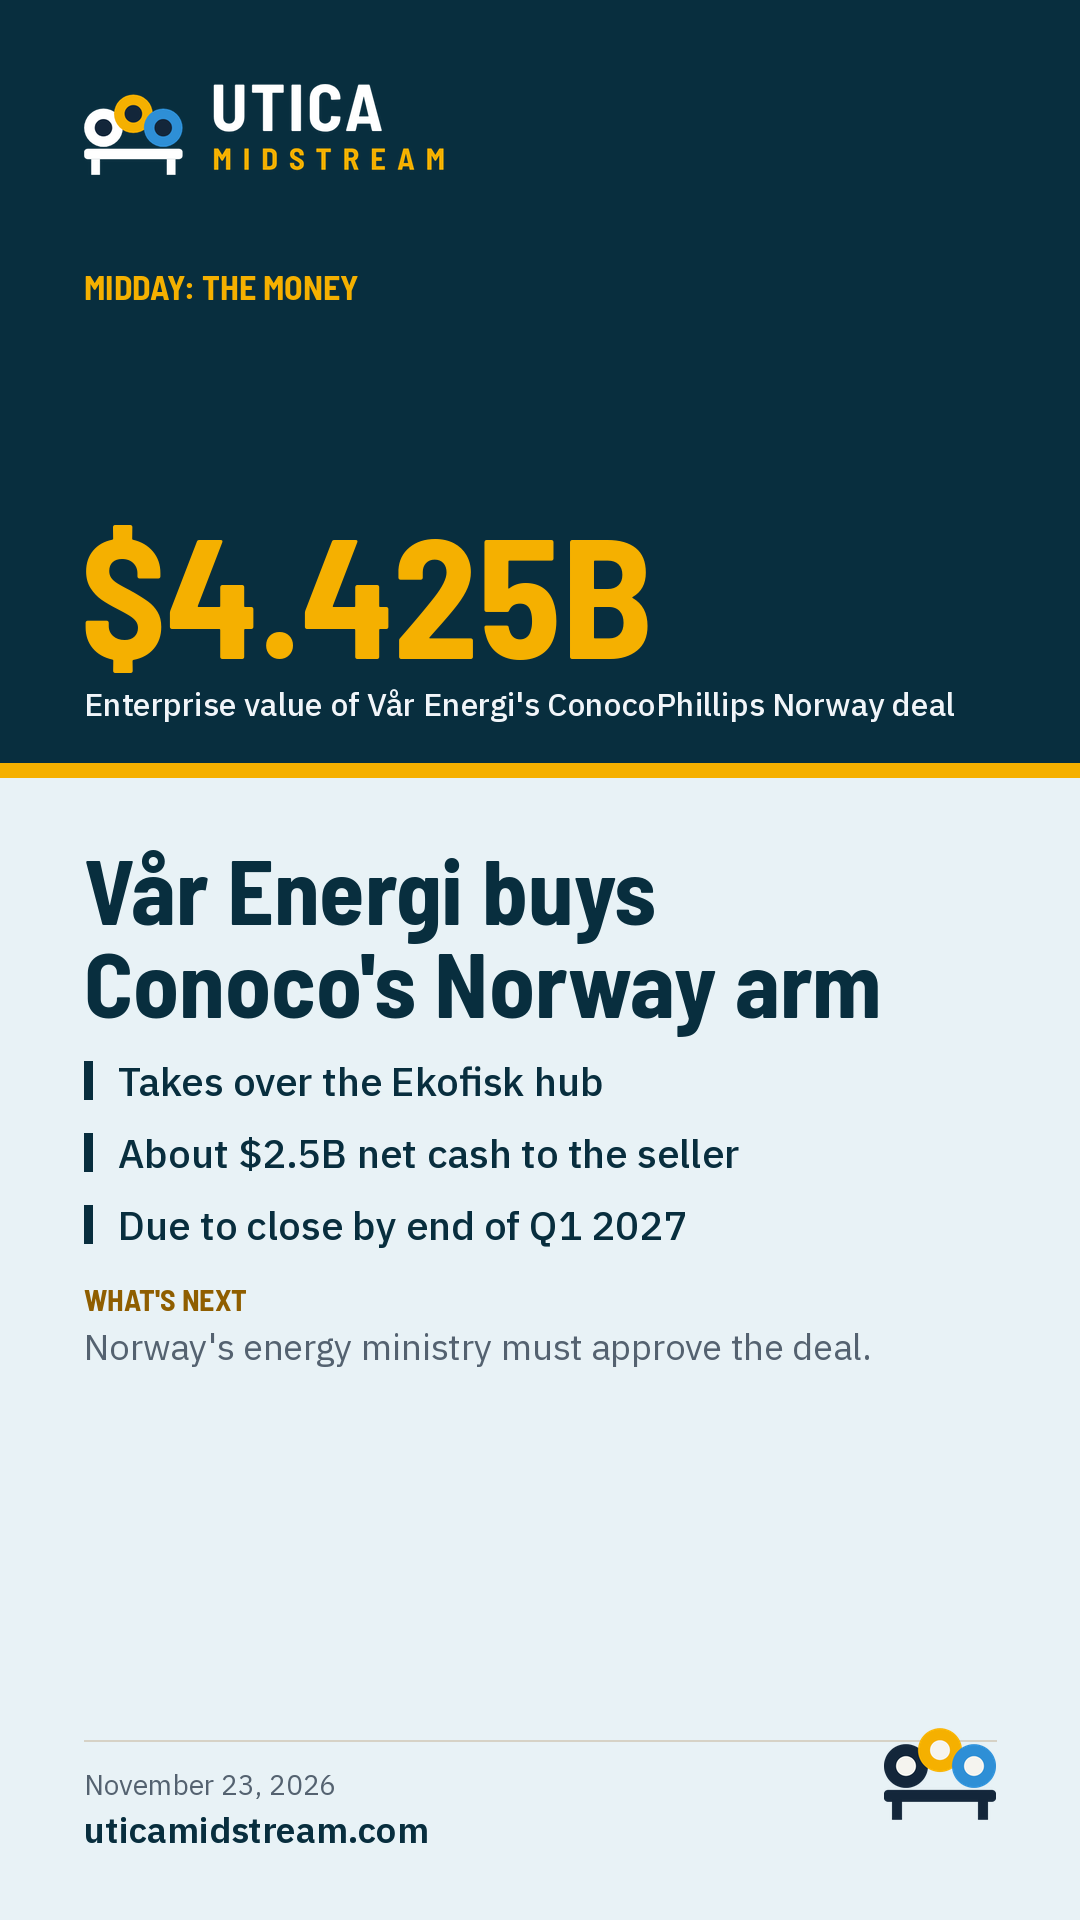 UTICA
MIDSTREAM
MIDDAY: THE MONEY
$4.425B
Enterprise value of Vår Energi's ConocoPhillips Norway deal
Vår Energi buys
Conoco's Norway arm
Takes over the Ekofisk hub
About $2.5B net cash to the seller
Due to close by end of Q1 2027
WHAT'S NEXT
Norway's energy ministry must approve the deal.
November 23, 2026
uticamidstream.com